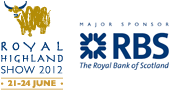 ROYAL
HIGHLAND
SHOW 2012
· 21-24 JUNE ·
MAJOR SPONSOR
RBS
The Royal Bank of Scotland